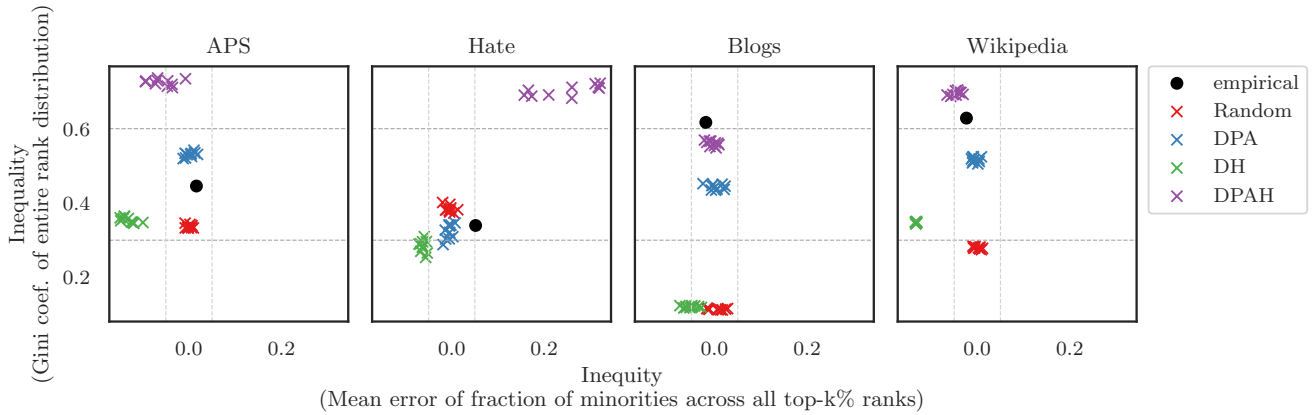 APS
Hate
Blogs
Wikipedia
Inequality
(Gini coef. of entire rank distribution)
0.6
0.4
0.2
0.0
0.2
0.0
0.2
0.0
0.2
0.0
0.2
Inequity
(Mean error of fraction of minorities across all top-k% ranks)
empirical
Random
DPA
DH
DPAH